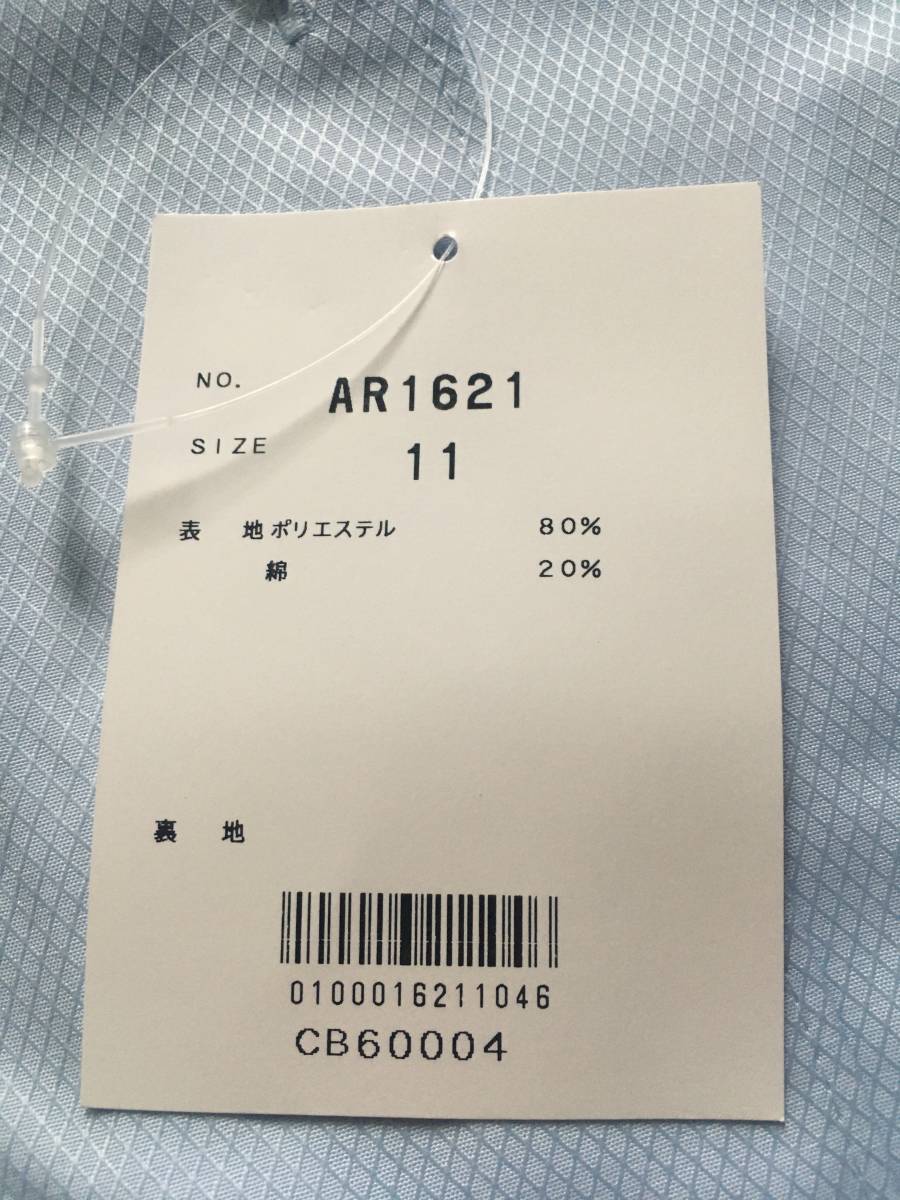 NO. AR1621
SIZE 11
表 地 ポリエステル 80%
綿 20%
裏 地
0100016211046
CB60004